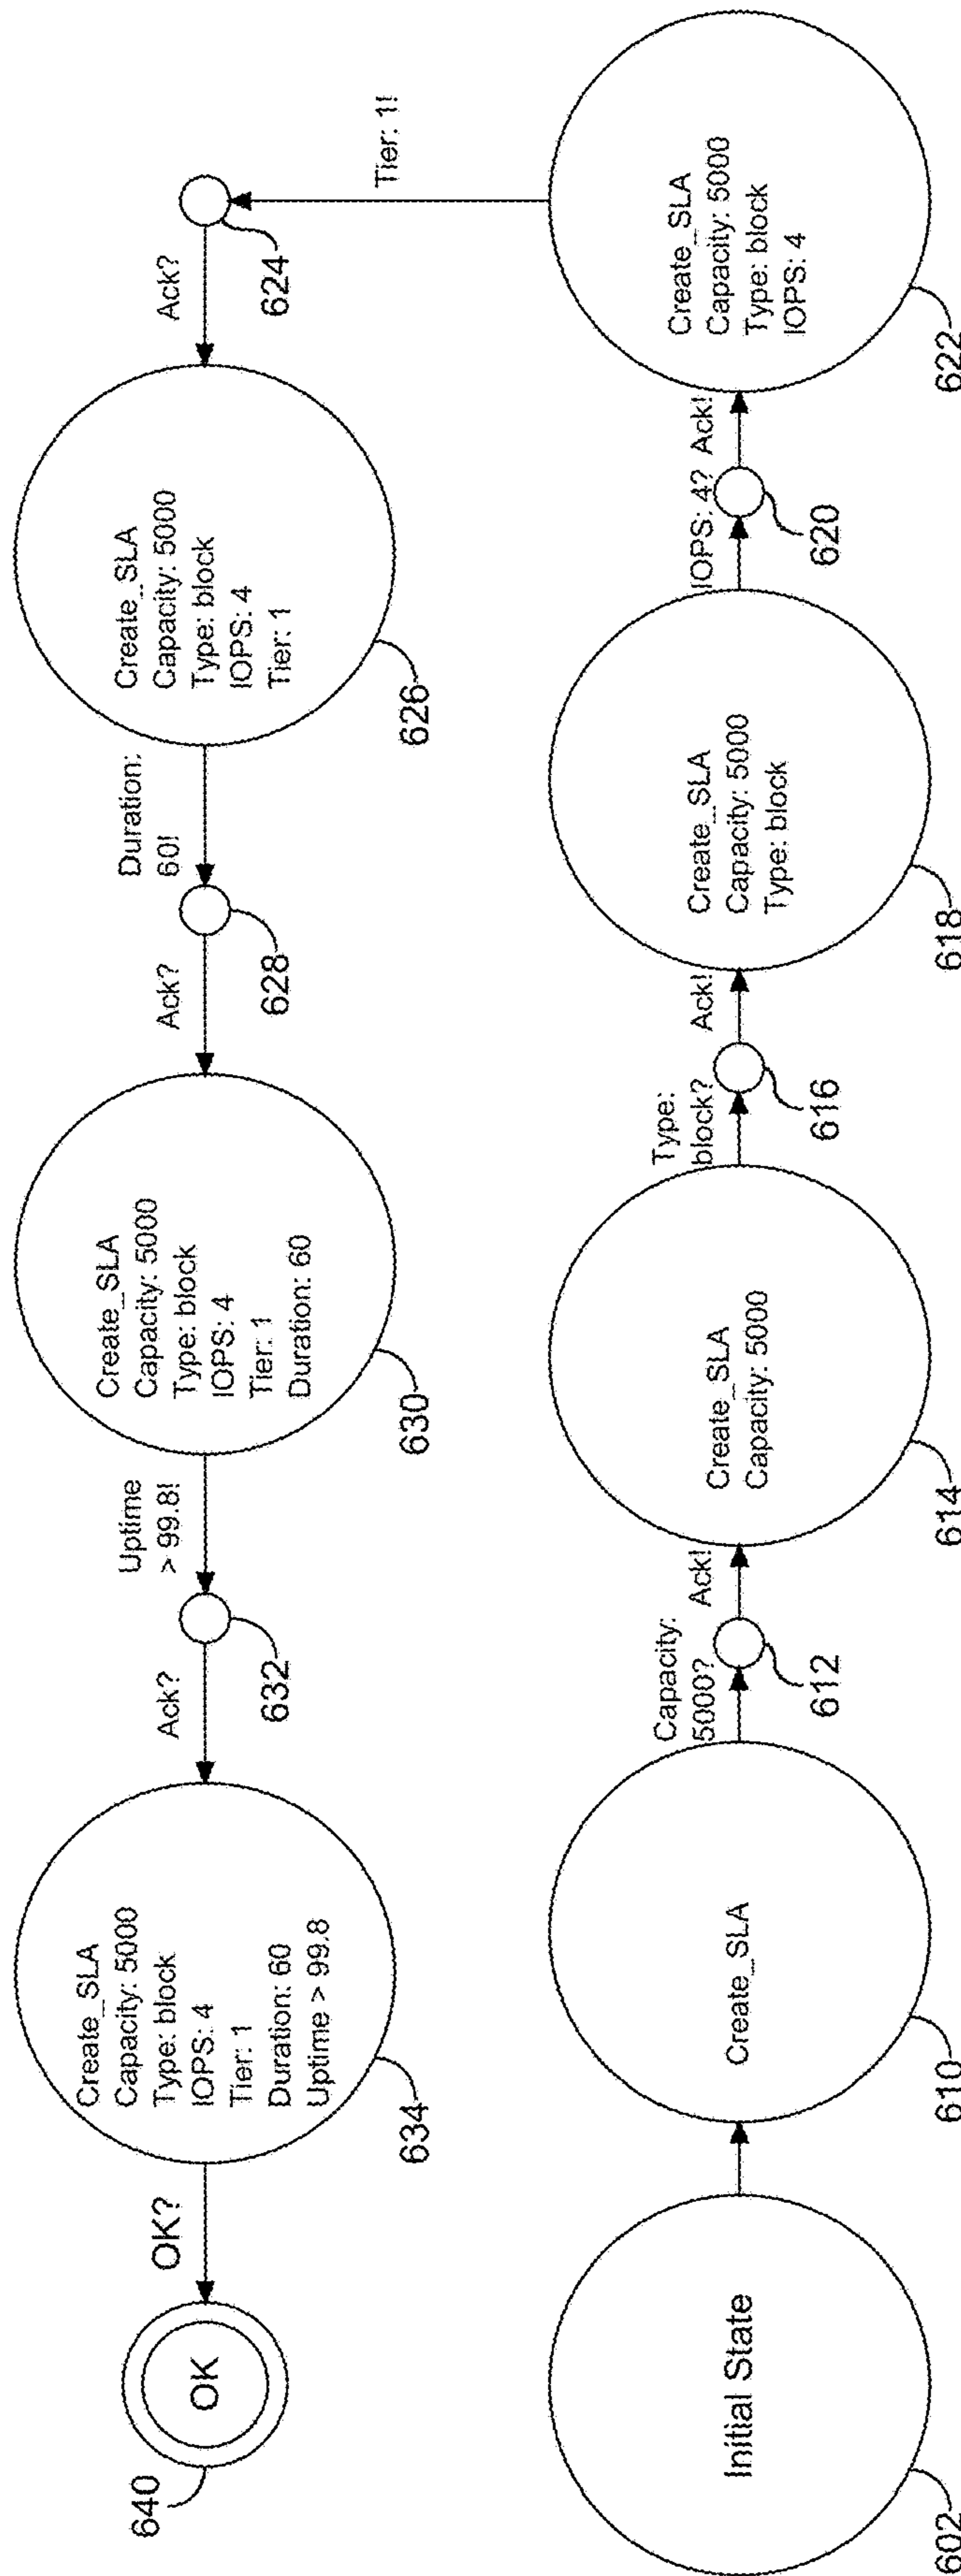 Initial State
602
Create_SLA
610
Capacity:
5000?
612
Ack!
Create_SLA
Capacity: 5000
614
Type:
block?
616
Ack!
Create_SLA
Capacity: 5000
Type: block
618
IOPS: 4?
620
Ack!
Create_SLA
Capacity: 5000
Type: block
IOPS: 4
622
Tier: 1!
624
Ack?
Create_SLA
Capacity: 5000
Type: block
IOPS: 4
Tier: 1
626
Duration:
60!
628
Ack?
Create_SLA
Capacity: 5000
Type: block
IOPS: 4
Tier: 1
Duration: 60
630
Uptime
> 99.8!
632
Ack?
Create_SLA
Capacity: 5000
Type: block
IOPS: 4
Tier: 1
Duration: 60
Uptime > 99.8
634
OK?
OK
640